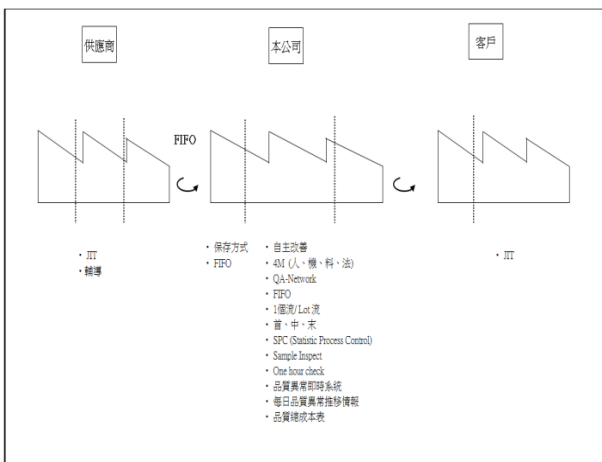 供應商
本公司
客戶
FIFO
• JIT
• 輔導
• 保存方式
• FIFO
• 自主改善
• 4M (人、機、料、法)
• QA-Network
• FIFO
• 1個流/ Lot 流
• 首、中、末
• SPC (Statistic Process Control)
• Sample Inspect
• One hour check
• 品質異常即時系統
• 每日品質異常推移情報
• 品質總成本表
• JIT